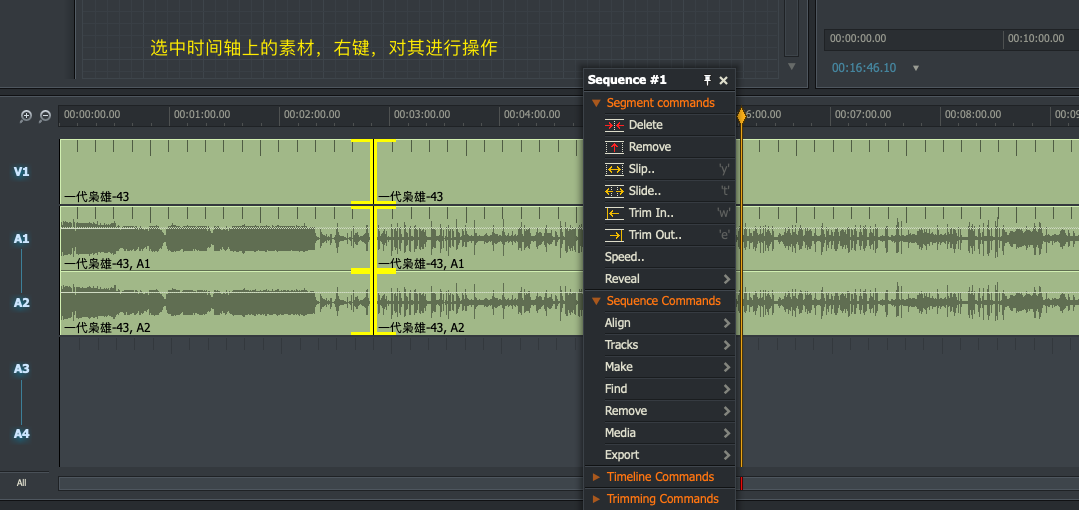 选中时间轴上的素材，右键，对其进行操作
00:00:00.00
00:10:00.00
00:16:46.10
Sequence #1
Segment commands
Delete
Remove
Slip.. 'y'
Slide.. 't'
Trim In.. 'w'
Trim Out.. 'e'
Speed..
Reveal
Sequence Commands
Align
Tracks
Make
Find
Remove
Media
Export
Timeline Commands
Trimming Commands
00:00:00.00
00:01:00.00
00:02:00.00
00:03:00.00
00:04:00.00
6:00.00
00:07:00.00
00:08:00.00
00:09
V1
一代枭雄-43
一代枭雄-43
A1
一代枭雄-43, A1
一代枭雄-43, A1
A2
一代枭雄-43, A2
一代枭雄-43, A2
A3
A4
All